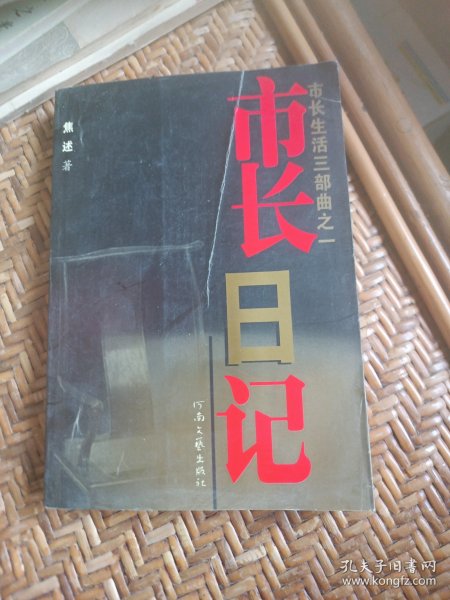 市长日记
市长生活三部曲之一
焦述 著
河南文艺出版社
孔夫子旧书网
www.kongfz.com